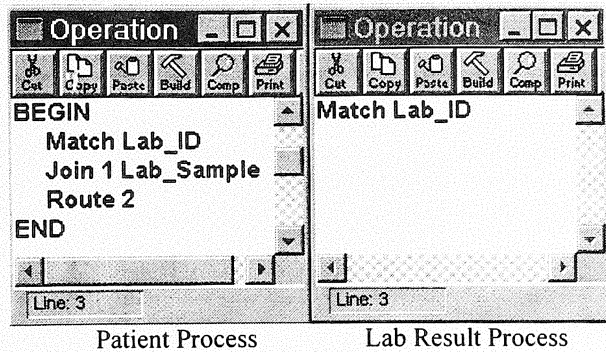 Operation
Cut Copy Paste Build Comp Print
BEGIN
Match Lab_ID
Join 1 Lab_Sample
Route 2
END
Line: 3
Patient Process
Operation
Cut Copy Paste Build Comp Print
Match Lab_ID
Line: 3
Lab Result Process